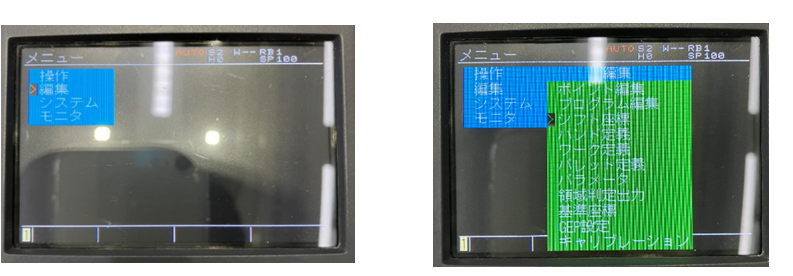 メニュー AUTO S2 W-- RB1
H0 SP100
操作
編集
システム
モニタ
1
メニュー AUTO S2 W-- RB1
H0 SP100
操作
編集
システム
モニタ
編集
ポイント編集
プログラム編集
シフト座標
ハンド定義
ワーク定義
パレット定義
パラメータ
領域判定出力
基準座標
GEP設定
キャリブレーション
1